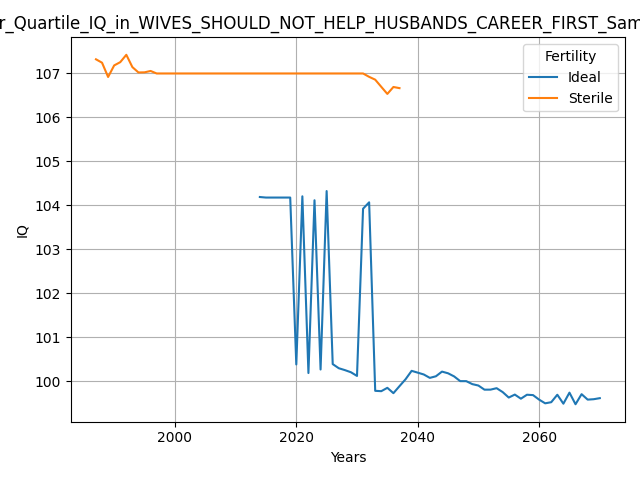 r_Quartile_IQ_in_WIVES_SHOULD_NOT_HELP_HUSBANDS_CAREER_FIRST_Sam
Fertility
Ideal
Sterile
IQ
107
106
105
104
103
102
101
100
2000
2020
2040
2060
Years